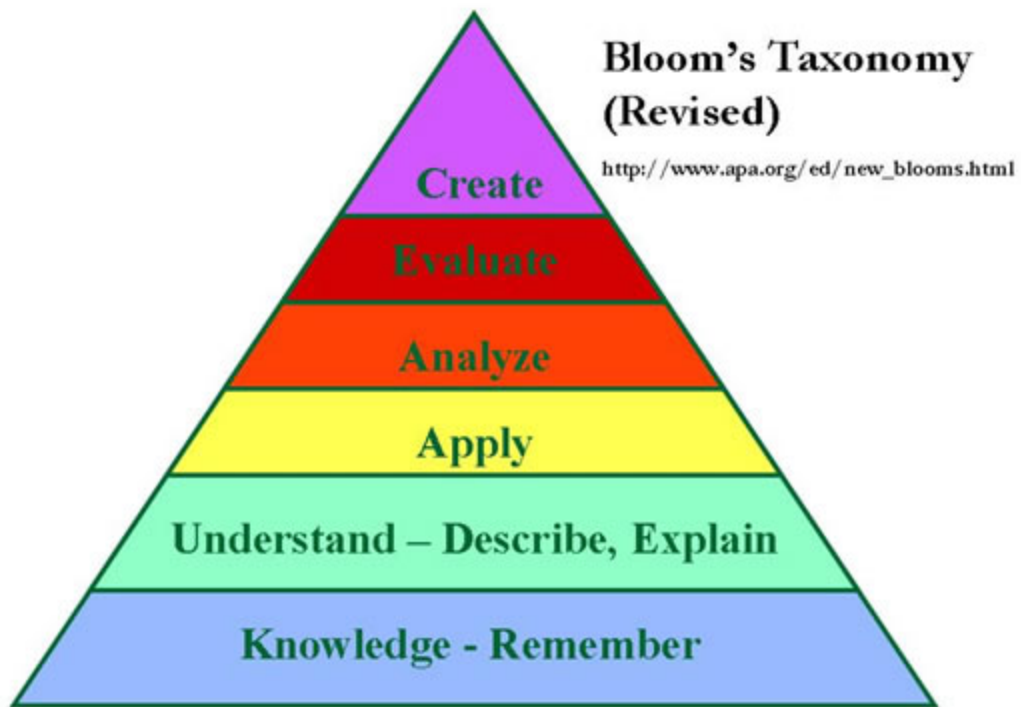 Bloom's Taxonomy
(Revised)
http://www.apa.org/ed/new_blooms.html
Create
Evaluate
Analyze
Apply
Understand – Describe, Explain
Knowledge - Remember